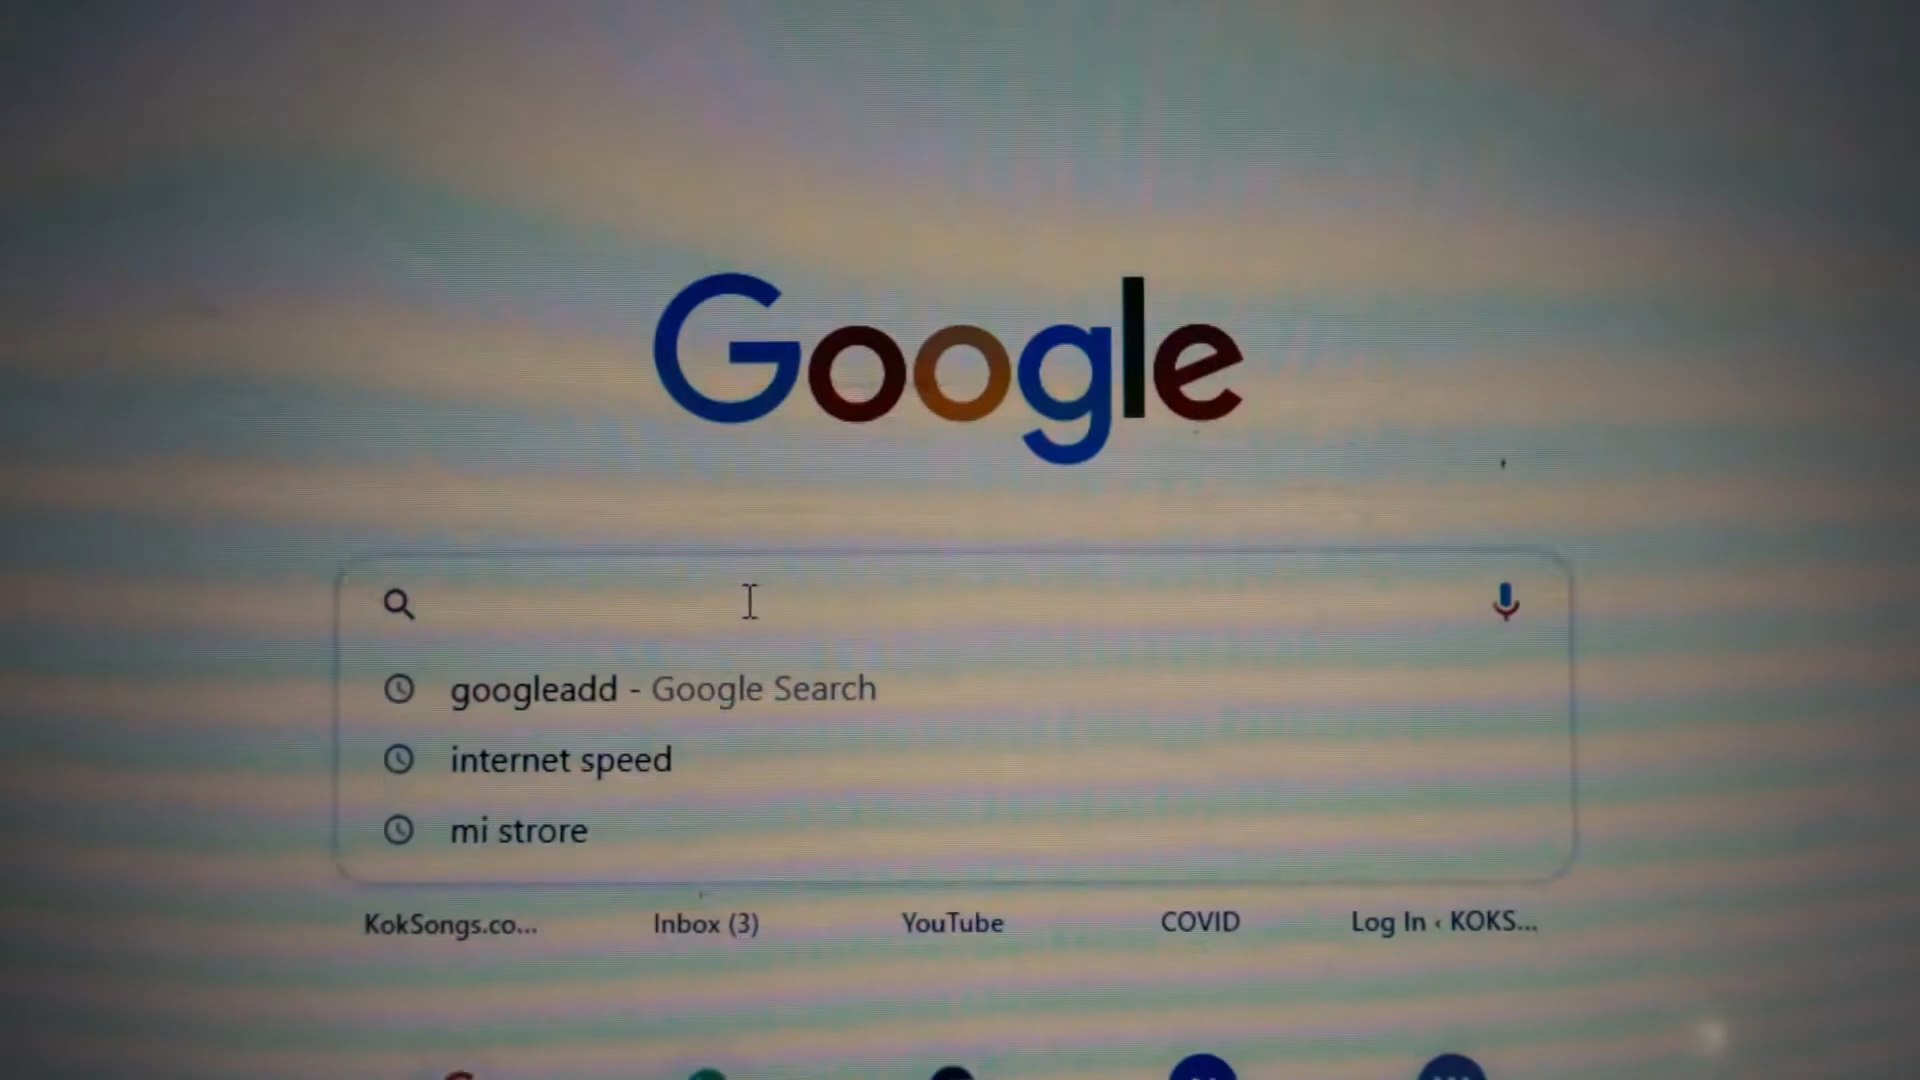 Google
googleadd - Google Search
internet speed
mi strore
KokSongs.co... Inbox (3) YouTube COVID Log In ‹ KOKS...